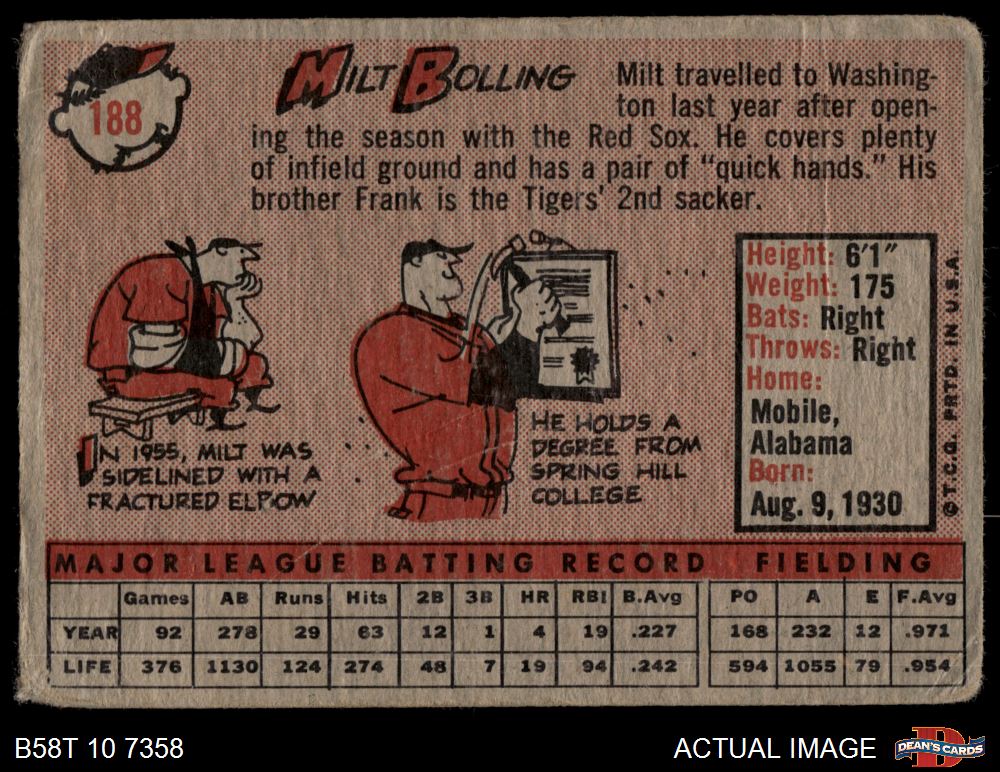 188
MILT BOLLING
Milt travelled to Washing-
ton last year after open-
ing the season with the Red Sox. He covers plenty
of infield ground and has a pair of "quick hands." His
brother Frank is the Tigers' 2nd sacker.
IN 1955, MILT WAS
SIDELINED WITH A
FRACTURED ELBOW
HE HOLDS A
DEGREE FROM
SPRING HILL
COLLEGE
Height: 6'1"
Weight: 175
Bats: Right
Throws: Right
Home:
Mobile,
Alabama
Born:
Aug. 9, 1930
© T.C.G. PRTD. IN U.S.A.
MAJOR LEAGUE BATTING RECORD FIELDING
Games AB Runs Hits 2B 3B HR RBI B.Avg PO A E F.Avg
YEAR 92 278 29 63 12 1 4 19 .227 168 232 12 .971
LIFE 376 1130 124 274 48 7 19 94 .242 594 1055 79 .954
B58T 10 7358
ACTUAL IMAGE
D
DEAN'S CARDS